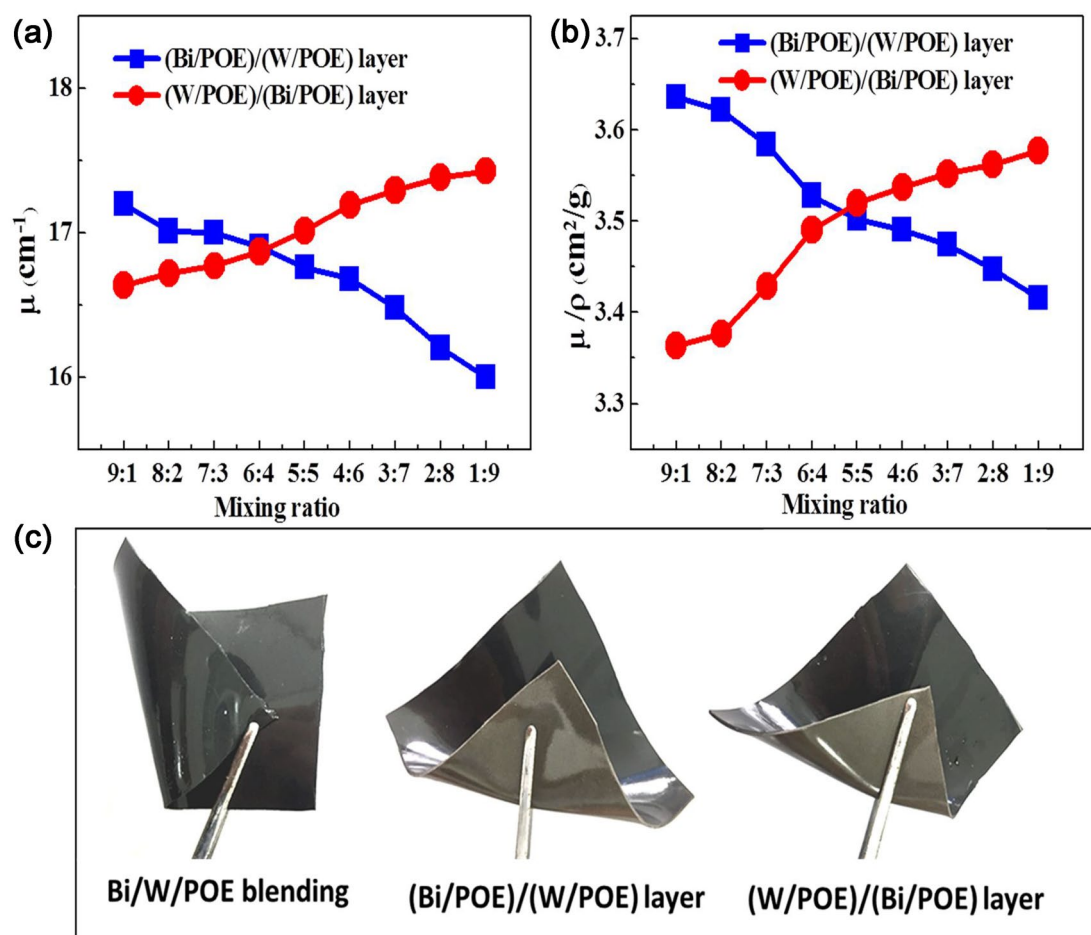 (a)
(Bi/POE)/(W/POE) layer
(W/POE)/(Bi/POE) layer
μ (cm⁻¹)
18
17
16
9:1 8:2 7:3 6:4 5:5 4:6 3:7 2:8 1:9
Mixing ratio
(b)
(Bi/POE)/(W/POE) layer
(W/POE)/(Bi/POE) layer
μ /ρ (cm²/g)
3.7
3.6
3.5
3.4
3.3
9:1 8:2 7:3 6:4 5:5 4:6 3:7 2:8 1:9
Mixing ratio
(c)
Bi/W/POE blending
(Bi/POE)/(W/POE) layer
(W/POE)/(Bi/POE) layer